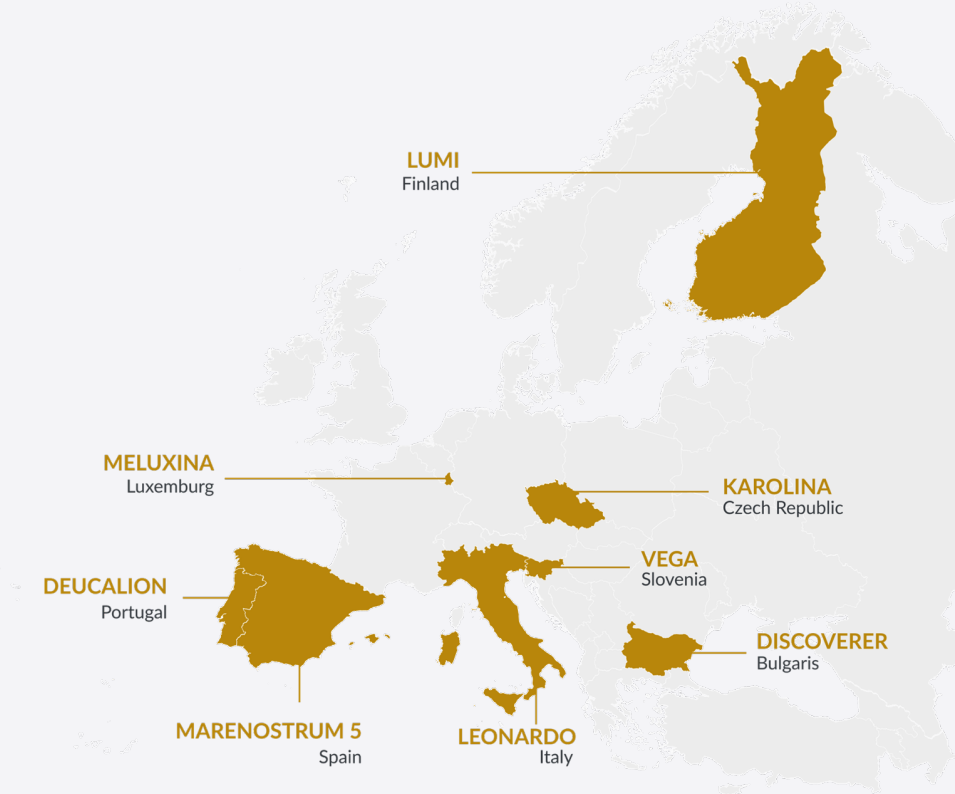 LUMI
Finland
MELUXINA
Luxemburg
KAROLINA
Czech Republic
VEGA
Slovenia
DEUCALION
Portugal
DISCOVERER
Bulgaris
MARENOSTRUM 5
Spain
LEONARDO
Italy